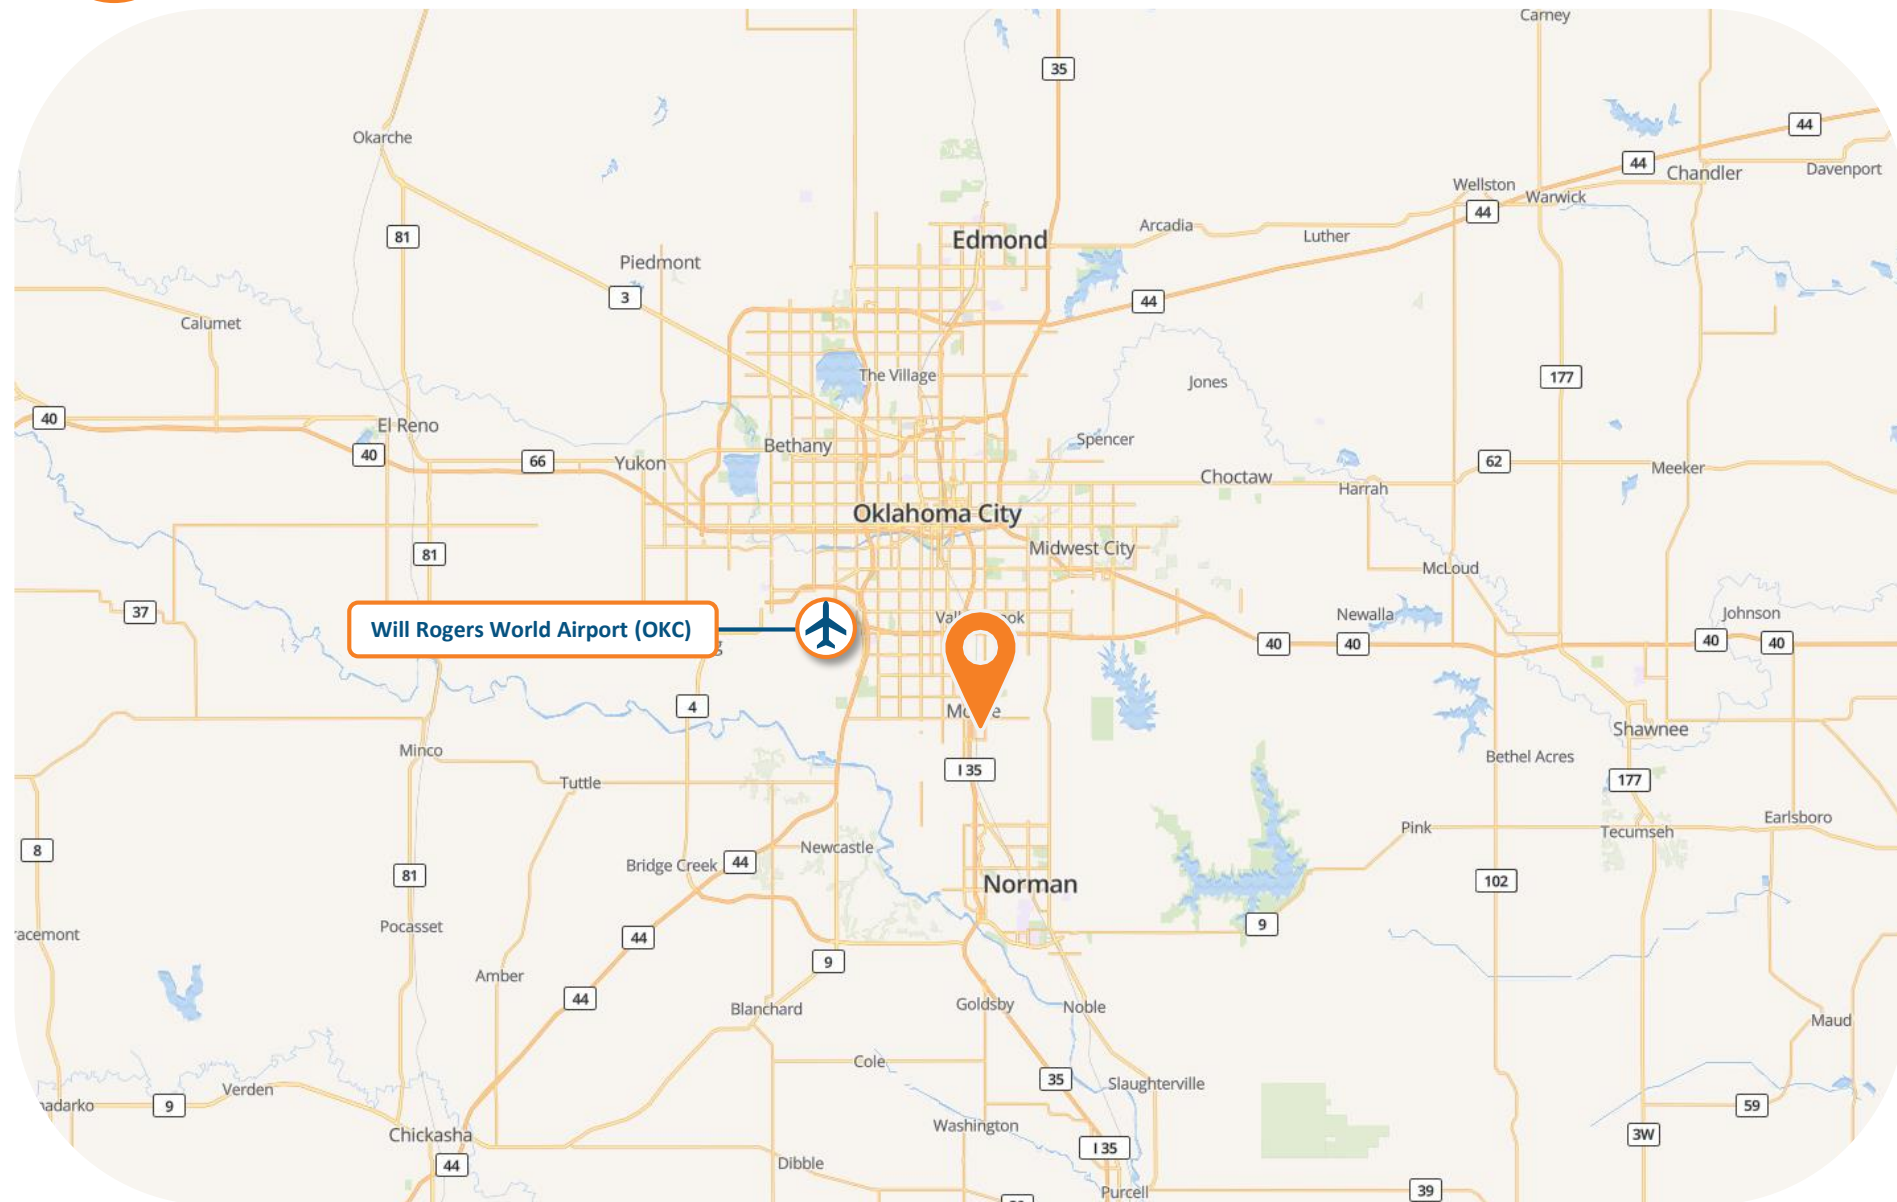 Carney
35
44
Okarche
44
Chandler
Davenport
Wellston
Warwick
44
81
Edmond
Arcadia
Luther
Piedmont
3
44
Calumet
The Village
Jones
177
40
El Reno
Bethany
Spencer
40
66
Yukon
62
Meeker
Choctaw
Harrah
Oklahoma City
81
Midwest City
McLoud
37
Newalla
Johnson
Will Rogers World Airport (OKC)
40
40
40
40
4
Minco
Shawnee
Bethel Acres
I 35
Tuttle
177
Pink
Earlsboro
Tecumseh
8
Newcastle
Bridge Creek
44
81
Norman
102
Pocasset
44
9
9
Amber
44
Blanchard
Goldsby
Noble
Maud
Cole
35
Slaughterville
Verden
9
59
Washington
Chickasha
3W
I 35
44
Dibble
Purcell
39